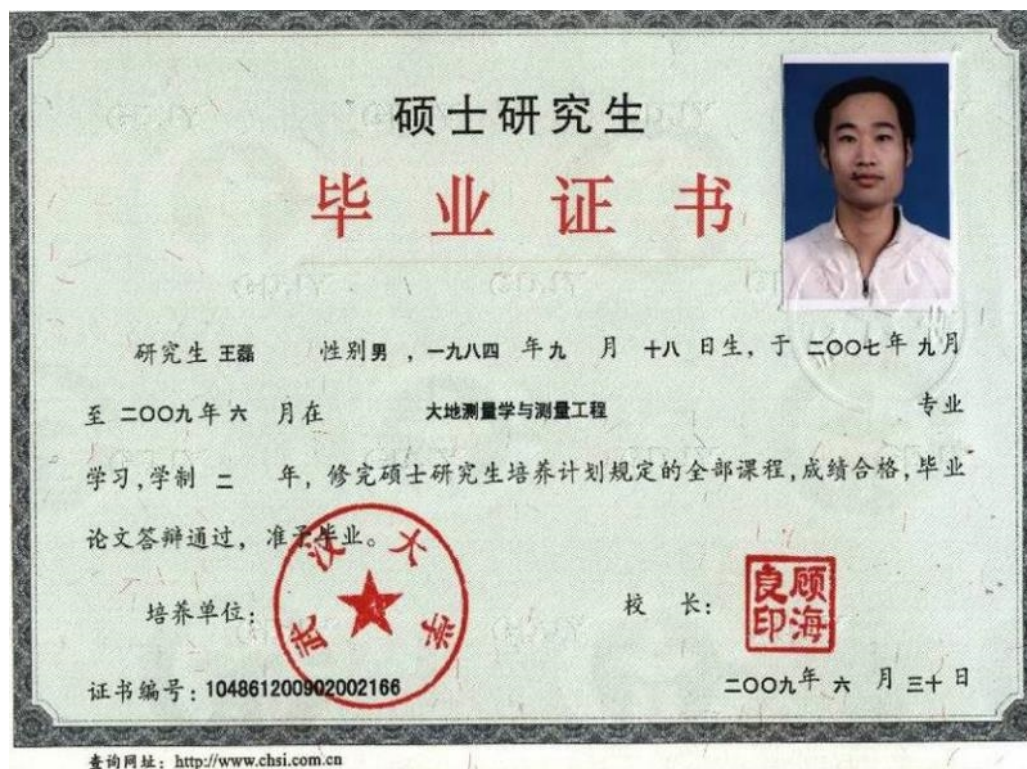 硕士研究生
毕业证书
研究生 王磊 性别 男 , 一九八四 年 九 月 十八 日生, 于 二〇〇七 年 九 月
至 二〇〇九 年 六 月在 大地测量学与测量工程 专业
学习,学制 二 年, 修完硕士研究生培养计划规定的全部课程,成绩合格,毕业
论文答辩通过, 准予毕业。
武汉大学
培养单位:
校 长:
顾海良印
证书编号: 104861200902002166
二〇〇九 年 六 月 三十 日
查询网址: http://www.chsi.com.cn